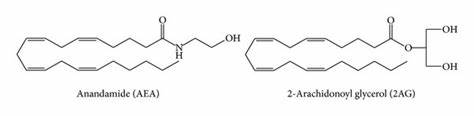 O
OH
N
H
Anandamide (AEA)
O
OH
O
OH
2-Arachidonoyl glycerol (2AG)